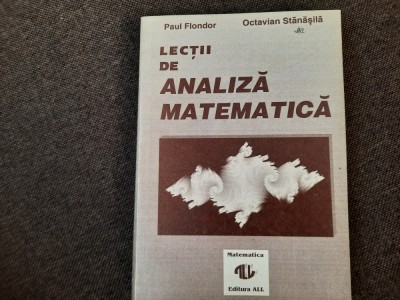 Paul Flondor Octavian Stănășilă
LECȚII
DE
ANALIZĂ
MATEMATICĂ
Matematica
ALL
Editura ALL